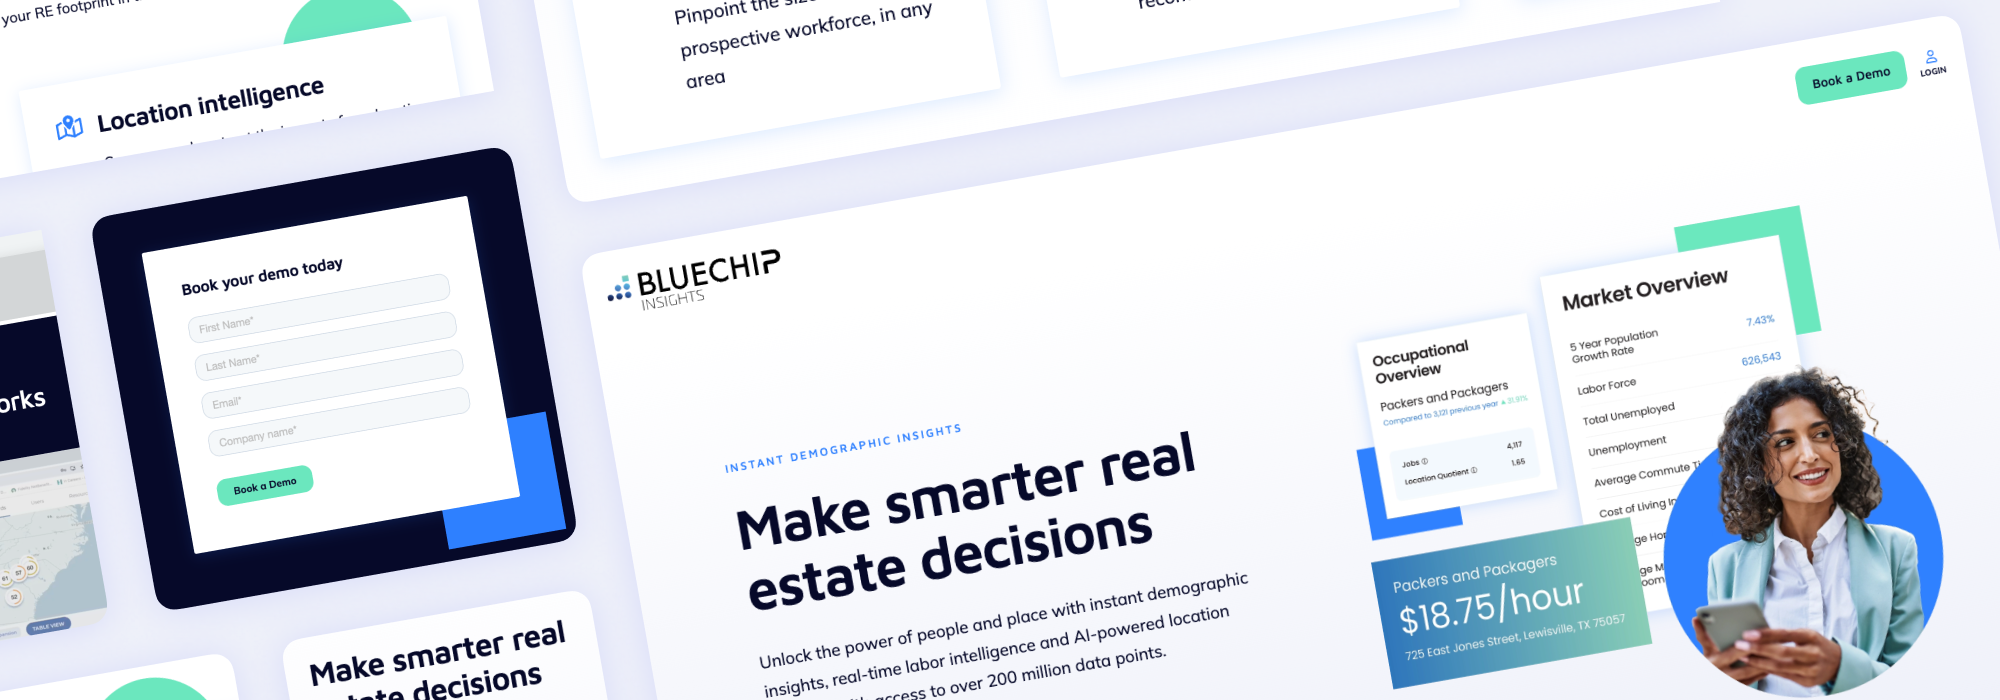 your RE footprint in
Location intelligence
Pinpoint the
prospective workforce, in any
area
Book a Demo
LOGIN
Book your demo today
First Name*
Last Name*
Email*
Company name*
Book a Demo
orks
61
57
60
52
TABLE VIEW
Make smarter real
estate decisions
BLUECHIP
INSIGHTS
INSTANT DEMOGRAPHIC INSIGHTS
Make smarter real
estate decisions
Unlock the power of people and place with instant demographic
insights, real-time labor intelligence and AI-powered location
access to over 200 million data points.
Occupational
Overview
Packers and Packagers
Compared to 3,121 previous year ▲ 31.91%
Jobs ⓘ 4,117
Location Quotient ⓘ 1.65
Market Overview
5 Year Population
Growth Rate 7.43%
Labor Force 626,543
Total Unemployed
Unemployment
Average Commute
Cost of Living
Packers and Packagers
$18.75/hour
725 East Jones Street, Lewisville, TX 75057